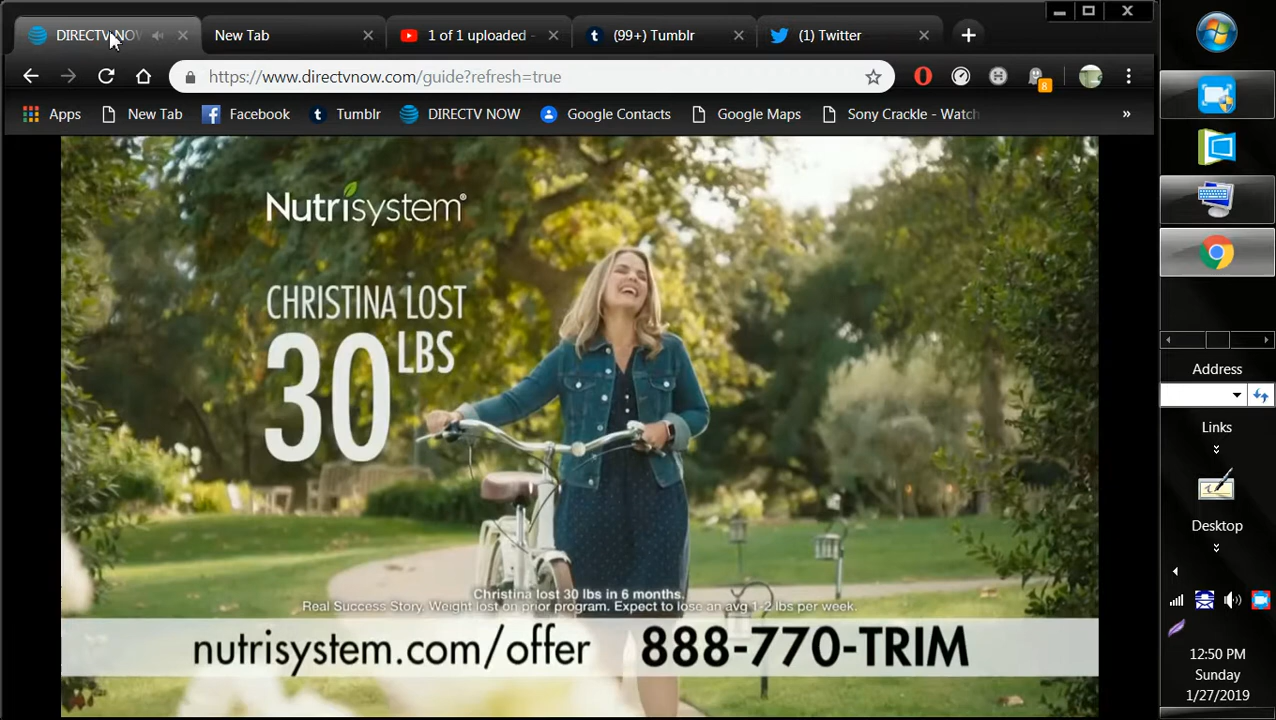 DIRECTV NOW
New Tab
1 of 1 uploaded -
(99+) Tumblr
(1) Twitter
https://www.directvnow.com/guide?refresh=true
8
Apps
New Tab
Facebook
Tumblr
DIRECTV NOW
Google Contacts
Google Maps
Sony Crackle - Watch
»
Nutrisystem®
CHRISTINA LOST
30 LBS
Christina lost 30 lbs in 6 months.
Real Success Story. Weight lost on prior program. Expect to lose an avg 1-2 lbs per week.
nutrisystem.com/offer 888-770-TRIM
Address
Links
Desktop
12:50 PM
Sunday
1/27/2019